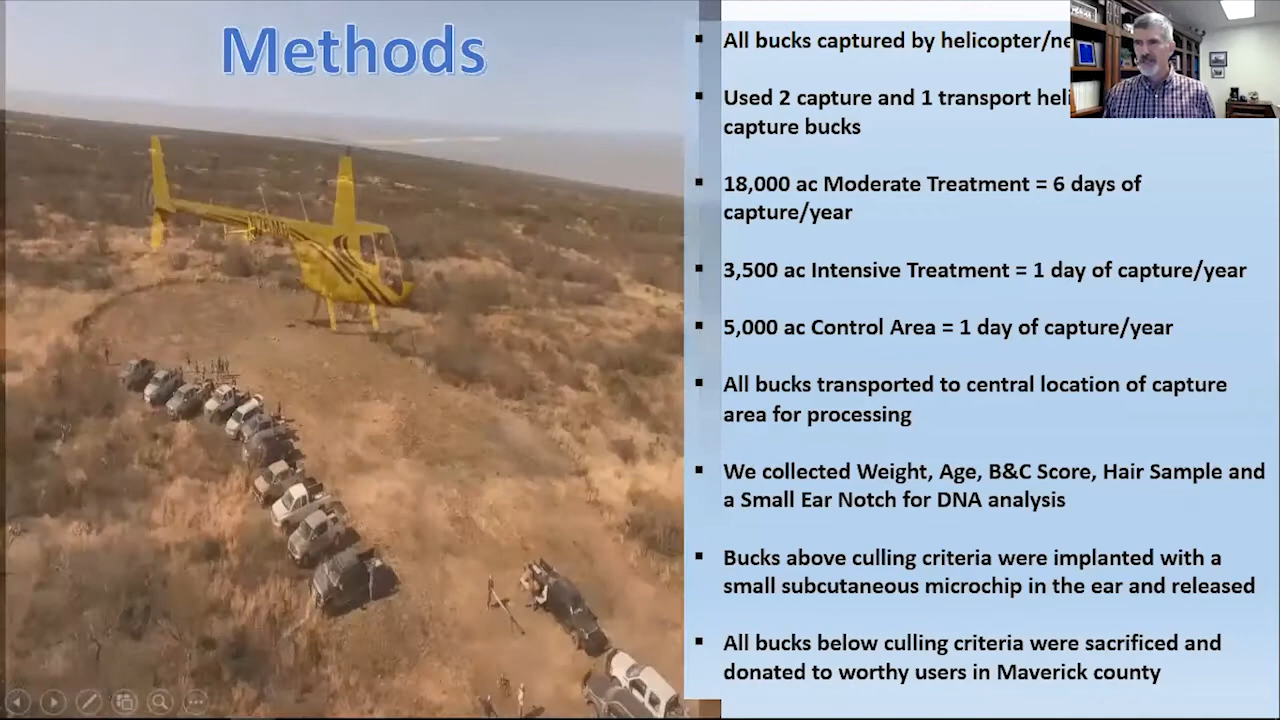 Methods
All bucks captured by helicopter/ne
Used 2 capture and 1 transport heli
capture bucks
18,000 ac Moderate Treatment = 6 days of
capture/year
3,500 ac Intensive Treatment = 1 day of capture/year
5,000 ac Control Area = 1 day of capture/year
All bucks transported to central location of capture
area for processing
We collected Weight, Age, B&C Score, Hair Sample and
a Small Ear Notch for DNA analysis
Bucks above culling criteria were implanted with a
small subcutaneous microchip in the ear and released
All bucks below culling criteria were sacrificed and
donated to worthy users in Maverick county